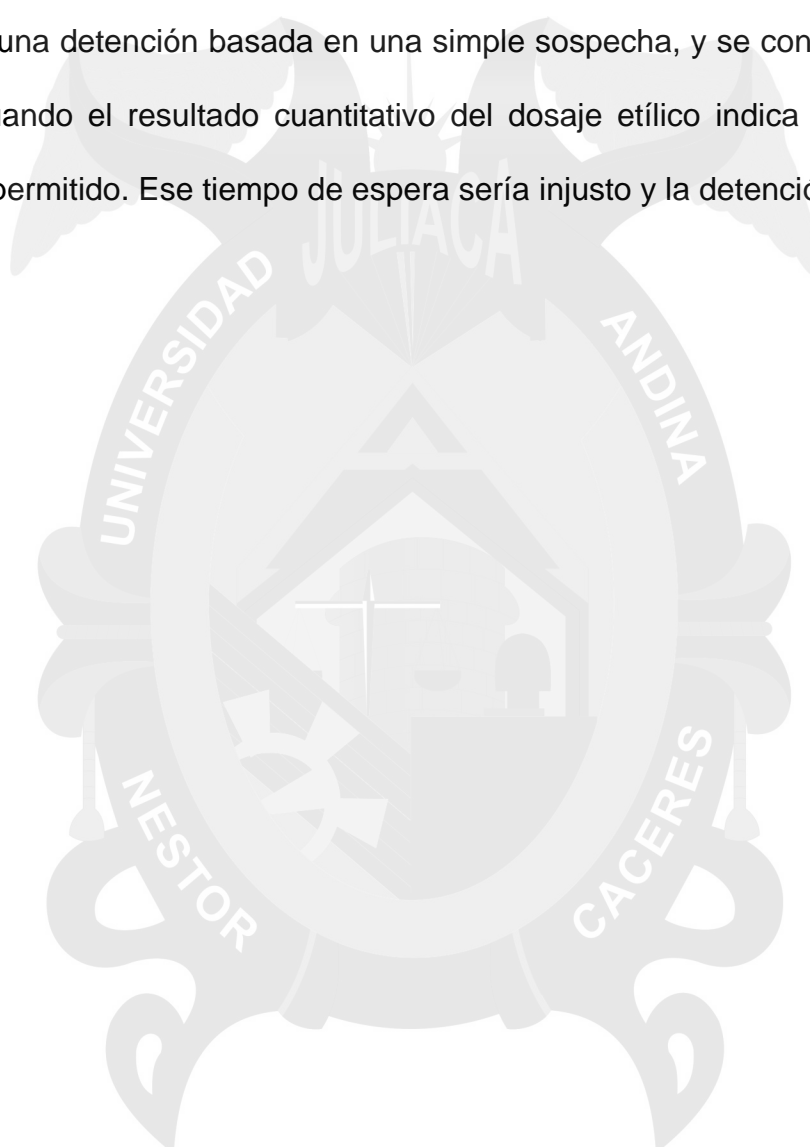 una detención basada en una simple sospecha, y se con
ando el resultado cuantitativo del dosaje etílico indica
permitido. Ese tiempo de espera sería injusto y la detenció
JULIACA
UNIVERSIDAD
ANDINA
NESTOR
CACERES